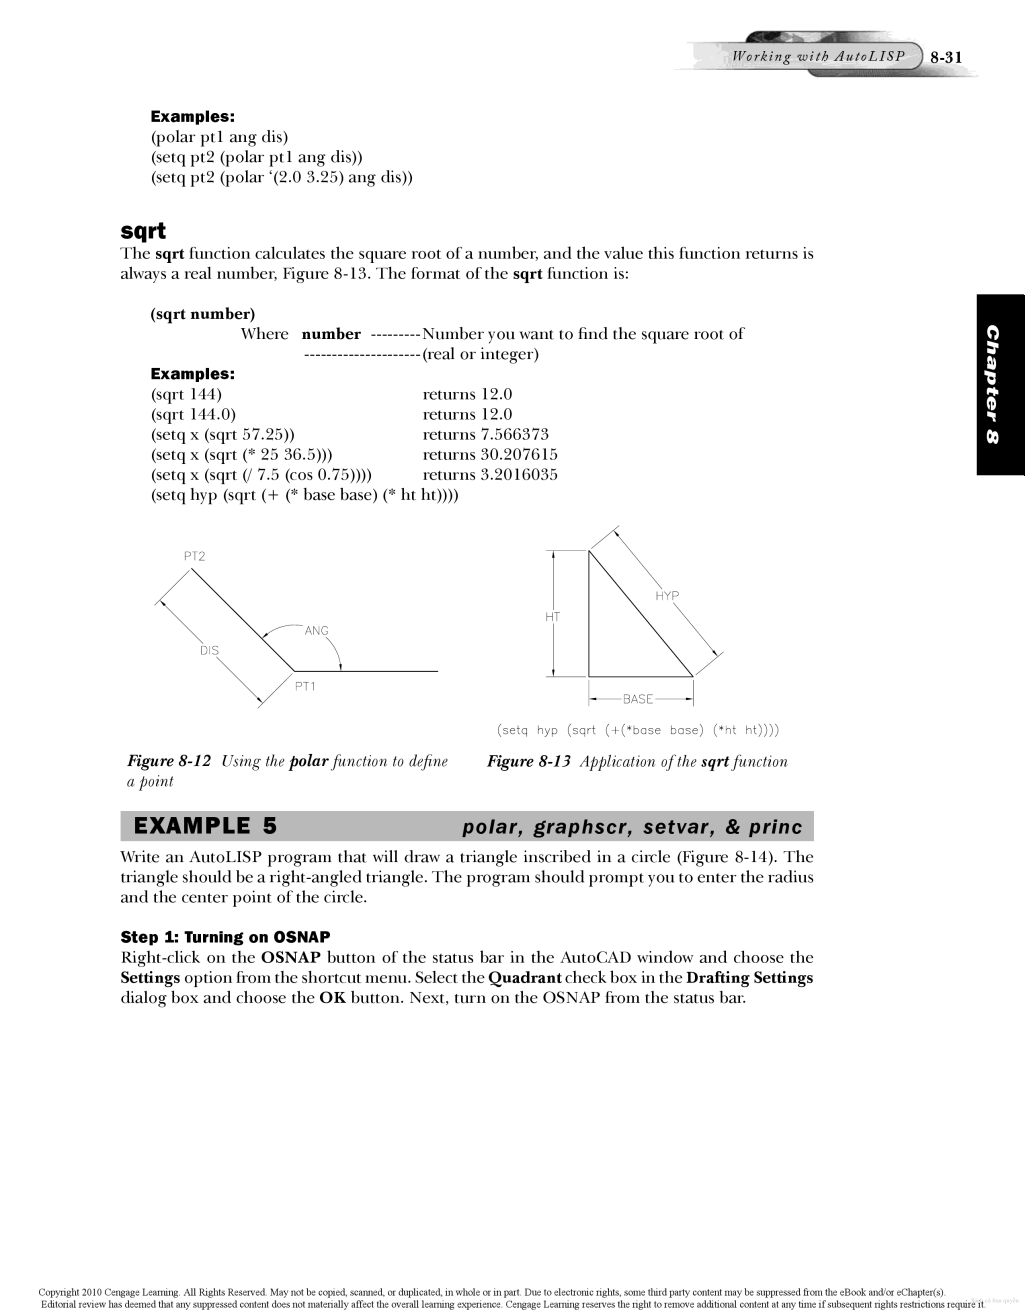 Working with AutoLISP 8-31
Examples:
(polar pt1 ang dis)
(setq pt2 (polar pt1 ang dis))
(setq pt2 (polar ‘(2.0 3.25) ang dis))
sqrt
The sqrt function calculates the square root of a number, and the value this function returns is
always a real number, Figure 8-13. The format of the sqrt function is:
(sqrt number)
Where number ---------Number you want to find the square root of
---------------------(real or integer)
Examples:
(sqrt 144) returns 12.0
(sqrt 144.0) returns 12.0
(setq x (sqrt 57.25)) returns 7.566373
(setq x (sqrt (* 25 36.5))) returns 30.207615
(setq x (sqrt (/ 7.5 (cos 0.75)))) returns 3.2016035
(setq hyp (sqrt (+ (* base base) (* ht ht))))
Chapter 8
PT2
ANG
DIS
PT1
HYP
HT
BASE
(setq hyp (sqrt (+(*base base) (*ht ht))))
Figure 8-12 Using the polar function to define
a point
Figure 8-13 Application of the sqrt function
EXAMPLE 5 polar, graphscr, setvar, & princ
Write an AutoLISP program that will draw a triangle inscribed in a circle (Figure 8-14). The
triangle should be a right-angled triangle. The program should prompt you to enter the radius
and the center point of the circle.
Step 1: Turning on OSNAP
Right-click on the OSNAP button of the status bar in the AutoCAD window and choose the
Settings option from the shortcut menu. Select the Quadrant check box in the Drafting Settings
dialog box and choose the OK button. Next, turn on the OSNAP from the status bar.
Copyright 2010 Cengage Learning. All Rights Reserved. May not be copied, scanned, or duplicated, in whole or in part. Due to electronic rights, some third party content may be suppressed from the eBook and/or eChapter(s).
Editorial review has deemed that any suppressed content does not materially affect the overall learning experience. Cengage Learning reserves the right to remove additional content at any time if subsequent rights restrictions require it